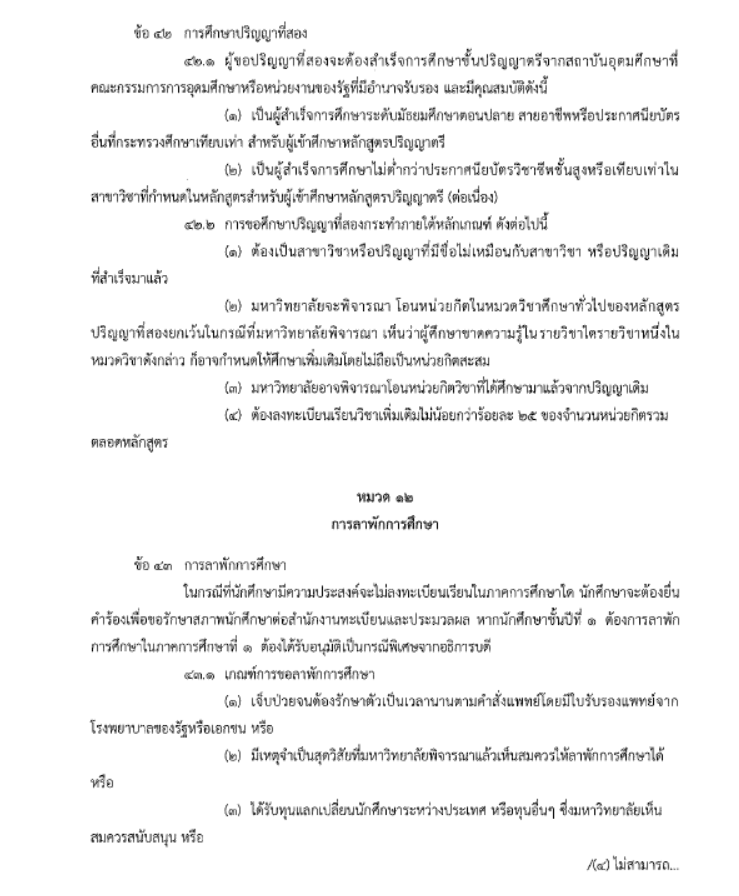 ข้อ ๔๒ การศึกษาปริญญาที่สอง
๔๒.๑ ผู้ขอปริญญาที่สองจะต้องสำเร็จการศึกษาขั้นปริญญาตรีจากสถาบันอุดมศึกษาที่
คณะกรรมการการอุดมศึกษาหรือหน่วยงานของรัฐที่มีอำนาจรับรอง และมีคุณสมบัติดังนี้
(๑) เป็นผู้สำเร็จการศึกษาระดับมัธยมศึกษาตอนปลาย สายอาชีพหรือประกาศนียบัตร
อื่นที่กระทรวงศึกษาเทียบเท่า สำหรับผู้เข้าศึกษาหลักสูตรปริญญาตรี
(๒) เป็นผู้สำเร็จการศึกษาไม่ต่ำกว่าประกาศนียบัตรวิชาชีพชั้นสูงหรือเทียบเท่าใน
สาขาวิชาที่กำหนดในหลักสูตรสำหรับผู้เข้าศึกษาหลักสูตรปริญญาตรี (ต่อเนื่อง)
๔๒.๒ การขอศึกษาปริญญาที่สองกระทำภายใต้หลักเกณฑ์ ดังต่อไปนี้
(๑) ต้องเป็นสาขาวิชาหรือปริญญาที่มีชื่อไม่เหมือนกับสาขาวิชา หรือปริญญาเดิม
ที่สำเร็จมาแล้ว
(๒) มหาวิทยาลัยจะพิจารณา โอนหน่วยกิตในหมวดวิชาศึกษาทั่วไปของหลักสูตร
ปริญญาที่สองยกเว้นในกรณีที่มหาวิทยาลัยพิจารณา เห็นว่าผู้ศึกษาขาดความรู้ใน รายวิชาใดรายวิชาหนึ่งใน
หมวดวิชาดังกล่าว ก็อาจกำหนดให้ศึกษาเพิ่มเติมโดยไม่ถือเป็นหน่วยกิตสะสม
(๓) มหาวิทยาลัยอาจพิจารณาโอนหน่วยกิตวิชาที่ได้ศึกษามาแล้วจากปริญญาเดิม
(๔) ต้องลงทะเบียนเรียนวิชาเพิ่มเติมไม่น้อยกว่าร้อยละ ๒๕ ของจำนวนหน่วยกิตรวม
ตลอดหลักสูตร
หมวด ๑๒
การลาพักการศึกษา
ข้อ ๔๓ การลาพักการศึกษา
ในกรณีที่นักศึกษามีความประสงค์จะไม่ลงทะเบียนเรียนในภาคการศึกษาใด นักศึกษาจะต้องยื่น
คำร้องเพื่อขอรักษาสภาพนักศึกษาต่อสำนักงานทะเบียนและประมวลผล หากนักศึกษาชั้นปีที่ ๑ ต้องการลาพัก
การศึกษาในภาคการศึกษาที่ ๑ ต้องได้รับอนุมัติเป็นกรณีพิเศษจากอธิการบดี
๔๓.๑ เกณฑ์การขอลาพักการศึกษา
(๑) เจ็บป่วยจนต้องรักษาตัวเป็นเวลานานตามคำสั่งแพทย์โดยมีใบรับรองแพทย์จาก
โรงพยาบาลของรัฐหรือเอกชน หรือ
(๒) มีเหตุจำเป็นสุดวิสัยที่มหาวิทยาลัยพิจารณาแล้วเห็นสมควรให้ลาพักการศึกษาได้
หรือ
(๓) ได้รับทุนแลกเปลี่ยนนักศึกษาระหว่างประเทศ หรือทุนอื่นๆ ซึ่งมหาวิทยาลัยเห็น
สมควรสนับสนุน หรือ
/(๔) ไม่สามารถ...